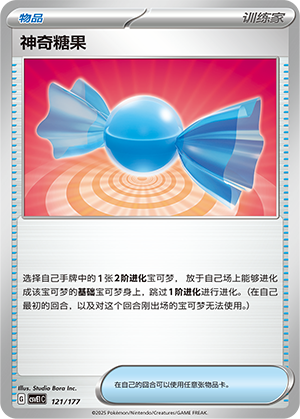 物品
训练家
神奇糖果
选择自己手牌中的1张2阶进化宝可梦，放于自己场上能够进化
成该宝可梦的基础宝可梦身上，跳过1阶进化进行进化。（在自己
最初的回合，以及对这个回合刚出场的宝可梦无法使用。）
Illus. Studio Bora Inc.
G
121/177
在自己的回合可以使用任意张物品卡。
©2025 Pokémon/Nintendo/Creatures/GAME FREAK.